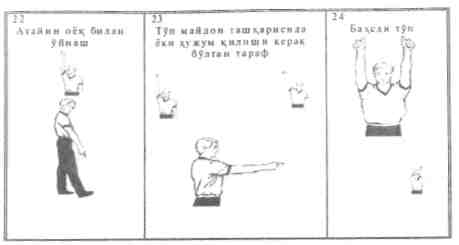 22
Атайин оёқ билан
ўйнаш
23
Тўп майдон ташқарисида
ёки ҳужум қилиши керак
бўлган тараф
24
Баҳсли тўп